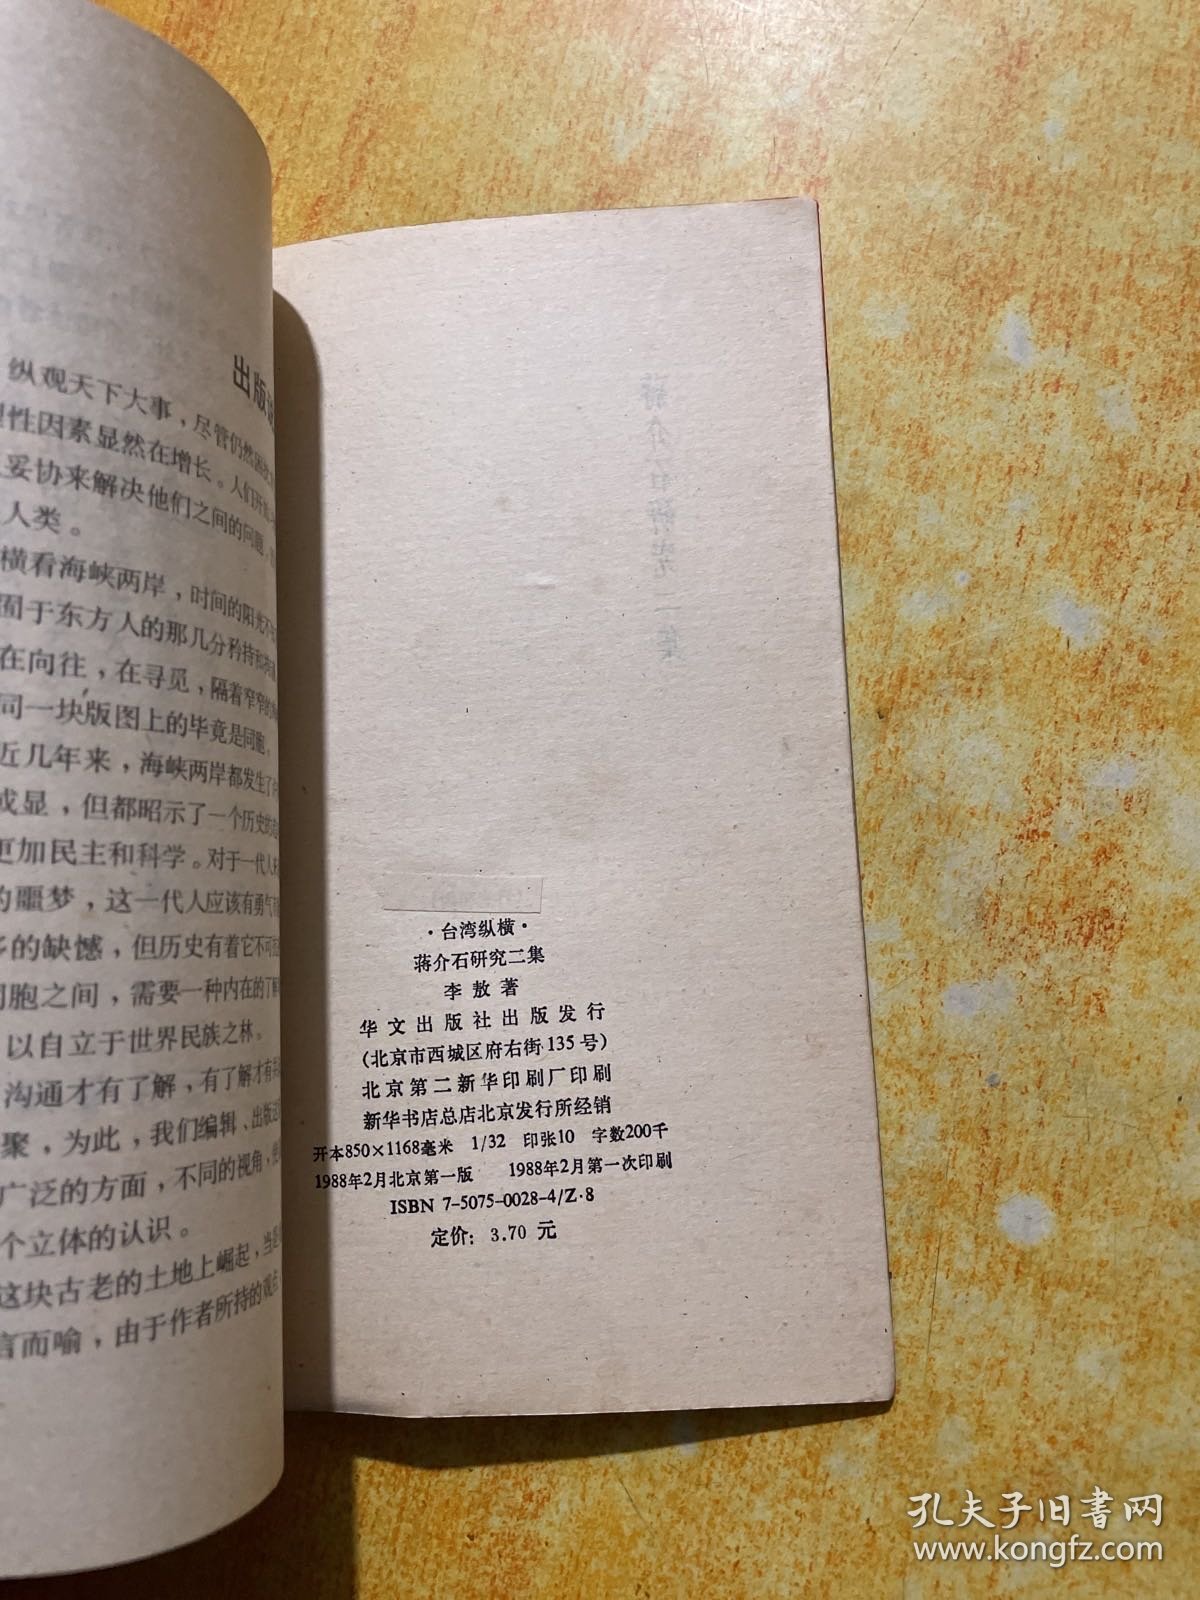 出版说
纵观天下大事，尽管仍然
性因素显然在增长。人们
妥协来解决他们之间的问题，
人类。
横看海峡两岸，时间的阳光
囿于东方人的那几分矜持和
在向往，在寻觅，隔着窄窄的
同一块版图上的毕竟是同胞。
近几年来，海峡两岸都发生了
或显，但都昭示了一个历史的
更加民主和科学。对于一代人
的噩梦，这一代人应该有勇气
多的缺憾，但历史有着它不可
同胞之间，需要一种内在的了解
以自立于世界民族之林。
沟通才有了解，有了解才有
聚，为此，我们编辑、出版
广泛的方面，不同的视角，
个立体的认识。
这块古老的土地上崛起，当
言而喻，由于作者所持的观点
·台湾纵横·
蒋介石研究二集
李敖著
华文出版社出版发行
(北京市西城区府右街135号)
北京第二新华印刷厂印刷
新华书店总店北京发行所经销
开本850×1168毫米 1/32 印张10 字数200千
1988年2月北京第一版 1988年2月第一次印刷
ISBN 7-5075-0028-4/Z·8
定价：3.70 元
孔夫子旧书网
www.kongfz.com